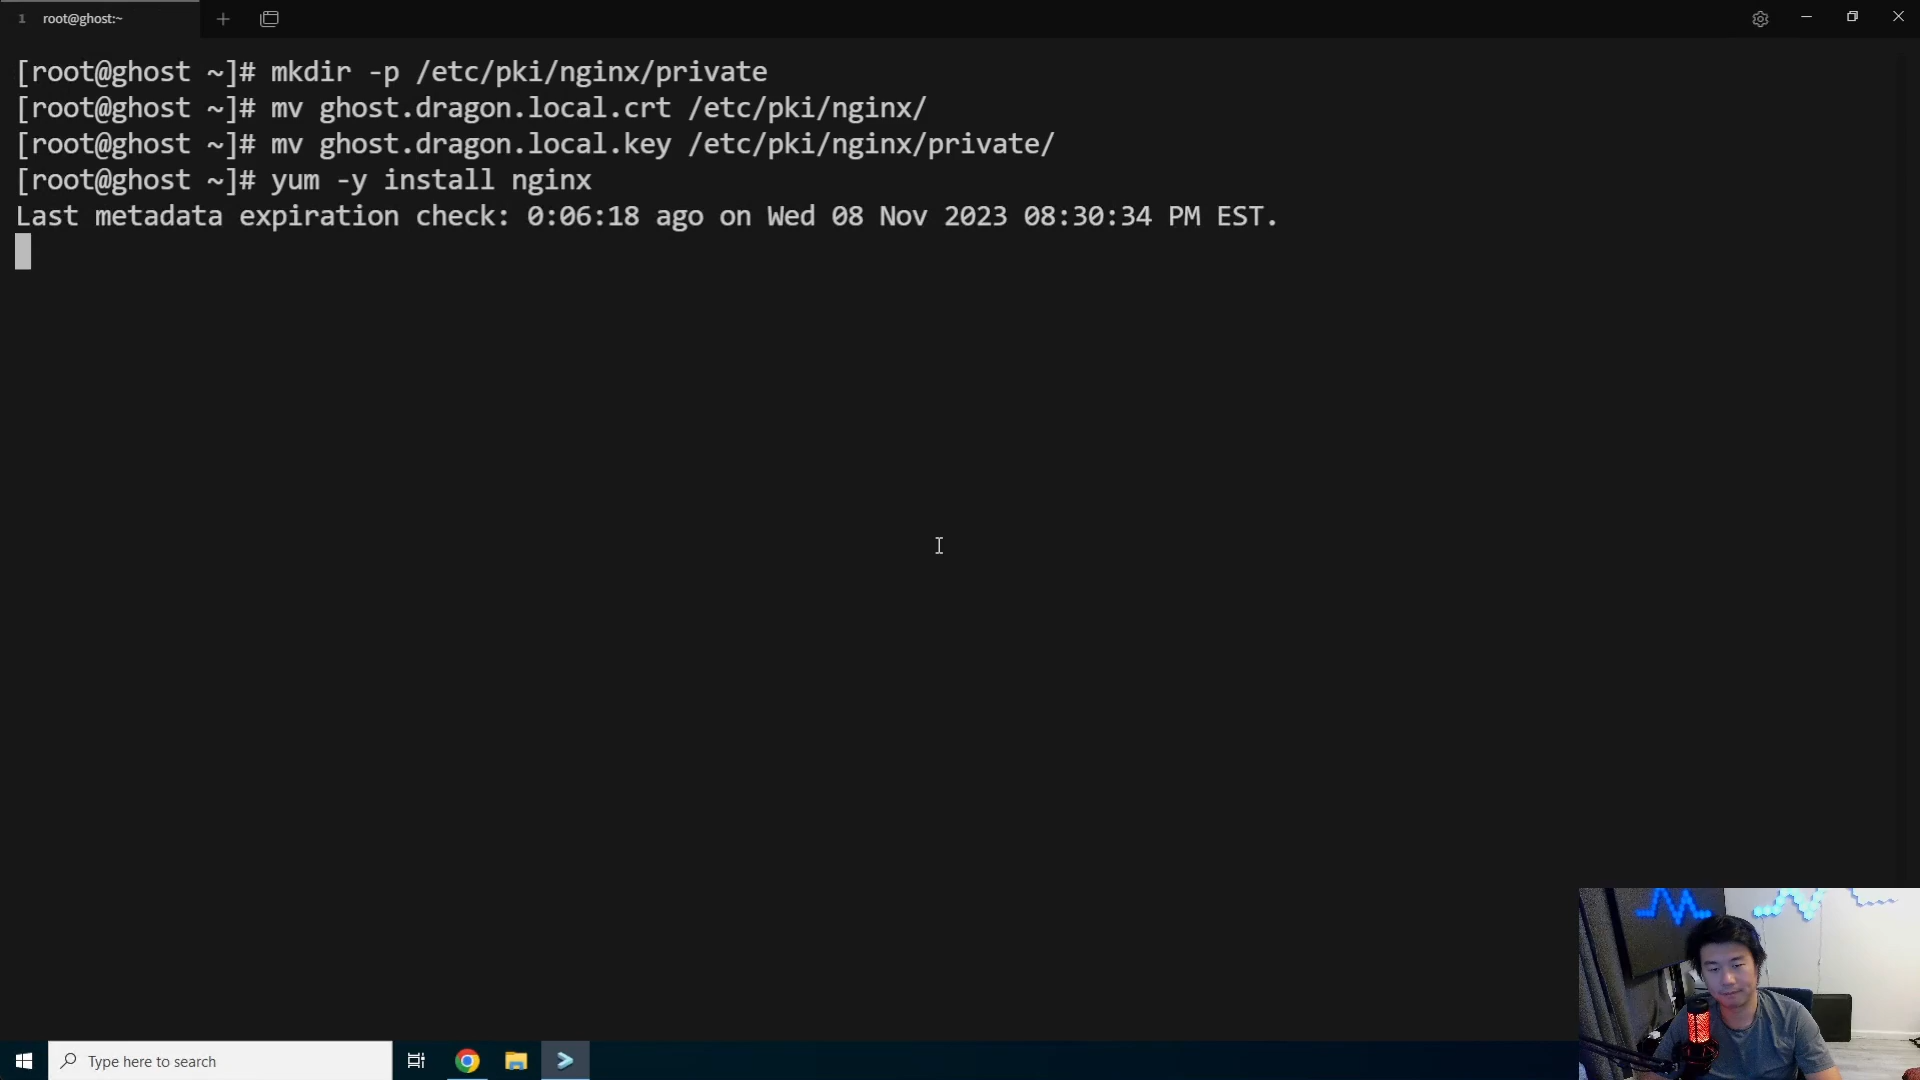 1 root@ghost:~
[root@ghost ~]# mkdir -p /etc/pki/nginx/private
[root@ghost ~]# mv ghost.dragon.local.crt /etc/pki/nginx/
[root@ghost ~]# mv ghost.dragon.local.key /etc/pki/nginx/private/
[root@ghost ~]# yum -y install nginx
Last metadata expiration check: 0:06:18 ago on Wed 08 Nov 2023 08:30:34 PM EST.
Type here to search